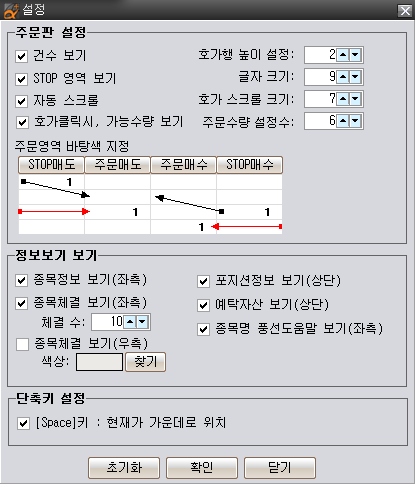 설정
주문판 설정
건수 보기
호가행 높이 설정: 2
STOP 영역 보기
글자 크기: 9
자동 스크롤
호가 스크롤 크기: 7
호가클릭시, 가능수량 보기
주문수량 설정수: 6
주문영역 바탕색 지정
STOP매도 주문매도 주문매수 STOP매수
1
1 1
1
정보보기 보기
종목정보 보기(좌측)
포지션정보 보기(상단)
종목체결 보기(좌측)
예탁자산 보기(상단)
체결 수: 10
종목명 풍선도움말 보기(좌측)
종목체결 보기(우측)
색상: 찾기
단축키 설정
[Space]키 : 현재가 가운데로 위치
초기화 확인 닫기